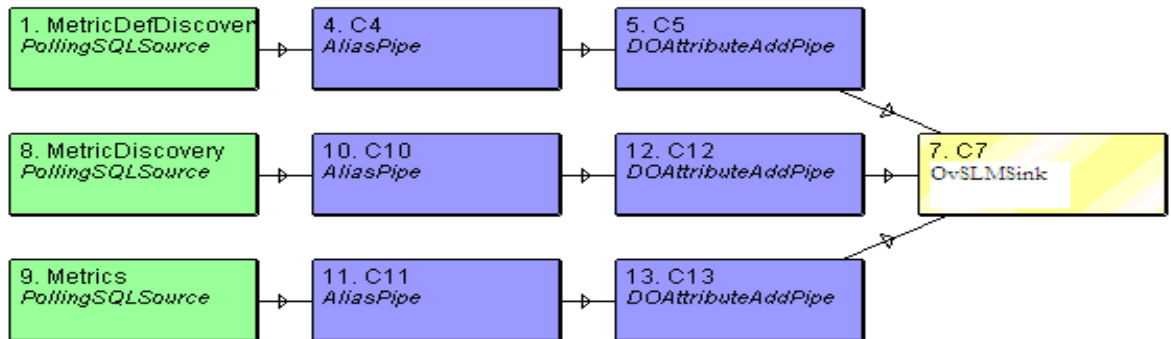 1. MetricDefDiscover
PollingSQLSource
4. C4
AliasPipe
5. C5
DOAttributeAddPipe
8. MetricDiscovery
PollingSQLSource
10. C10
AliasPipe
12. C12
DOAttributeAddPipe
7. C7
OvSLMSink
9. Metrics
PollingSQLSource
11. C11
AliasPipe
13. C13
DOAttributeAddPipe